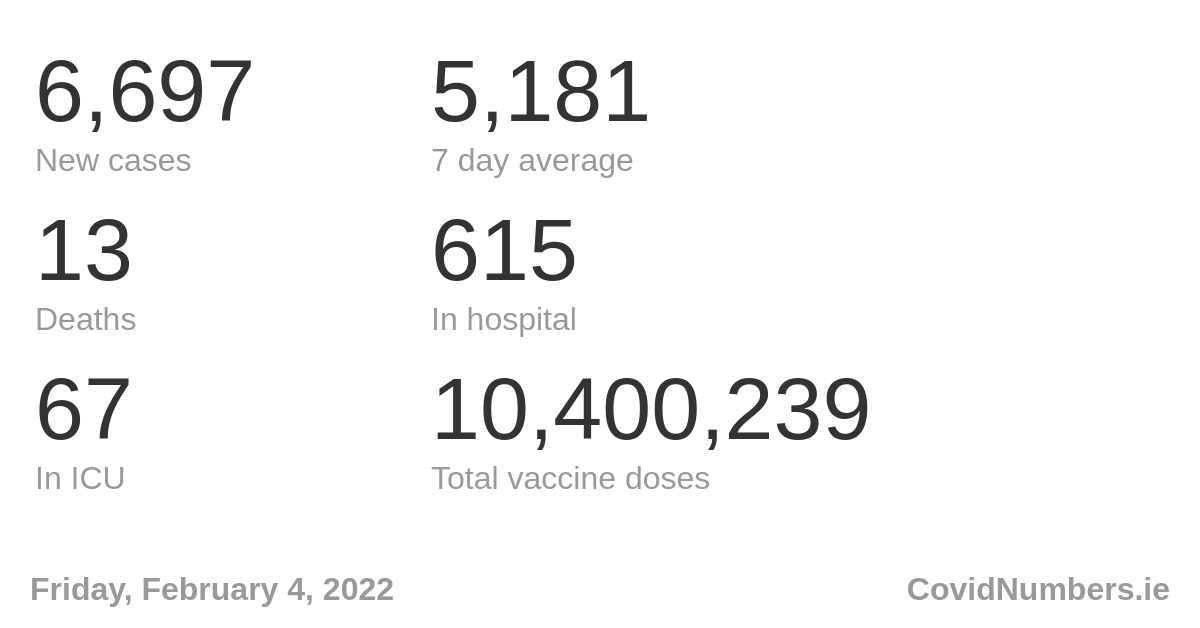 6,697 5,181
New cases 7 day average
13 615
Deaths In hospital
67 10,400,239
In ICU Total vaccine doses
Friday, February 4, 2022 CovidNumbers.ie